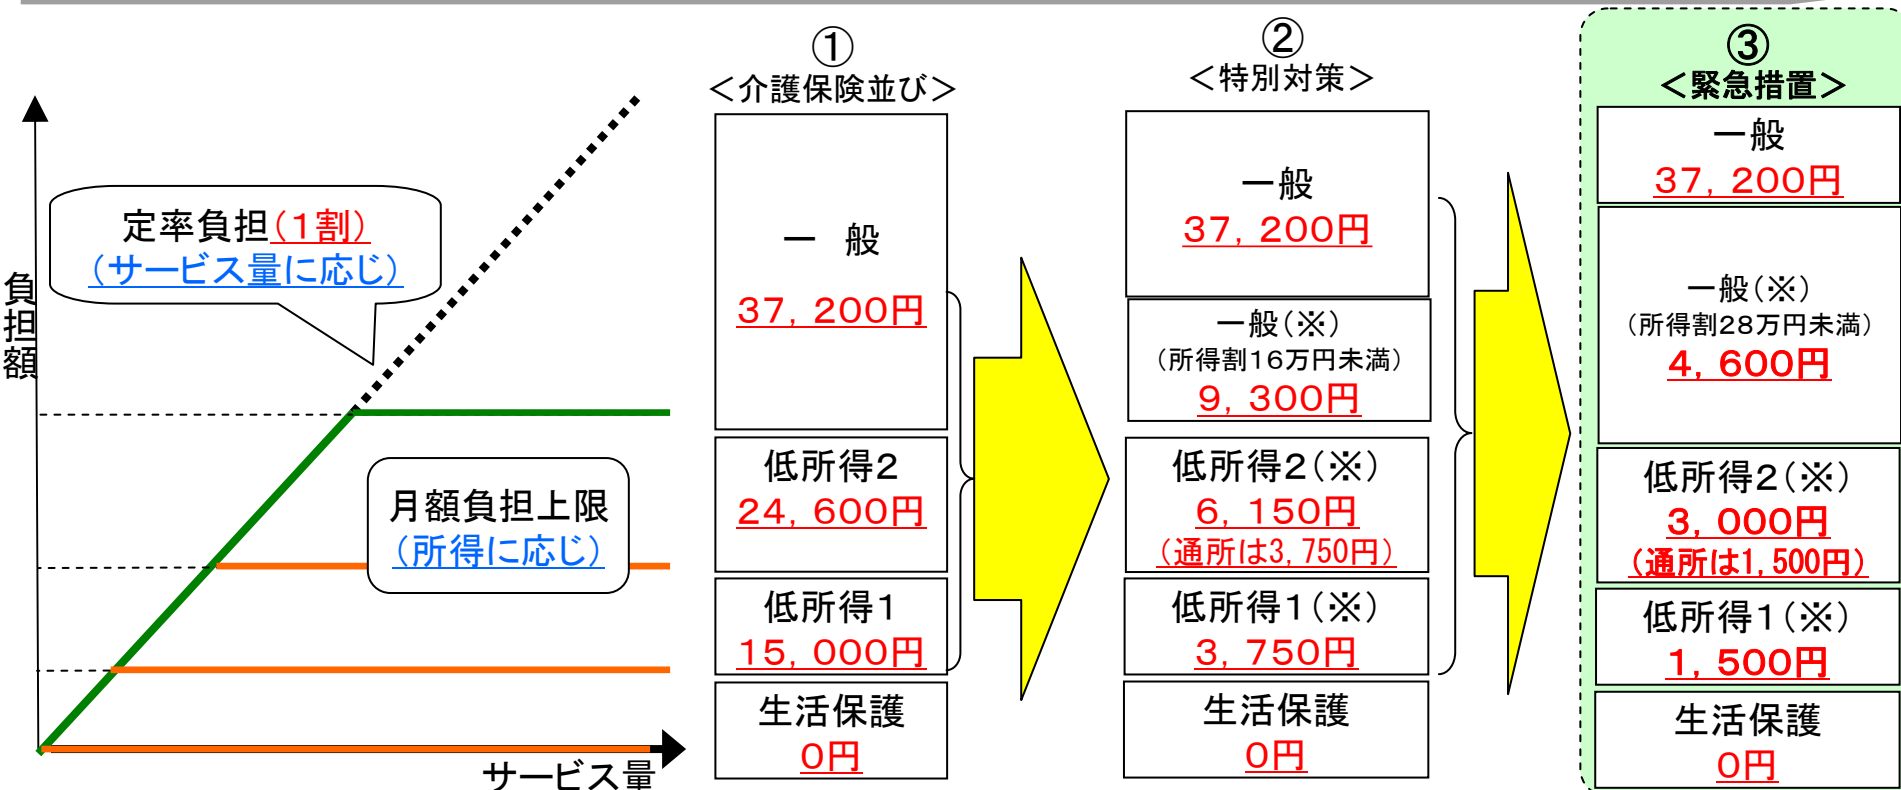 負担額
定率負担(1割)
(サービス量に応じ)
月額負担上限
(所得に応じ)
サービス量
①
<介護保険並び>
一 般
37,200円
低所得2
24,600円
低所得1
15,000円
生活保護
0円
②
<特別対策>
一般
37,200円
一般(※)
(所得割16万円未満)
9,300円
低所得2(※)
6,150円
(通所は3,750円)
低所得1(※)
3,750円
生活保護
0円
③
<緊急措置>
一般
37,200円
一般(※)
(所得割28万円未満)
4,600円
低所得2(※)
3,000円
(通所は1,500円)
低所得1(※)
1,500円
生活保護
0円